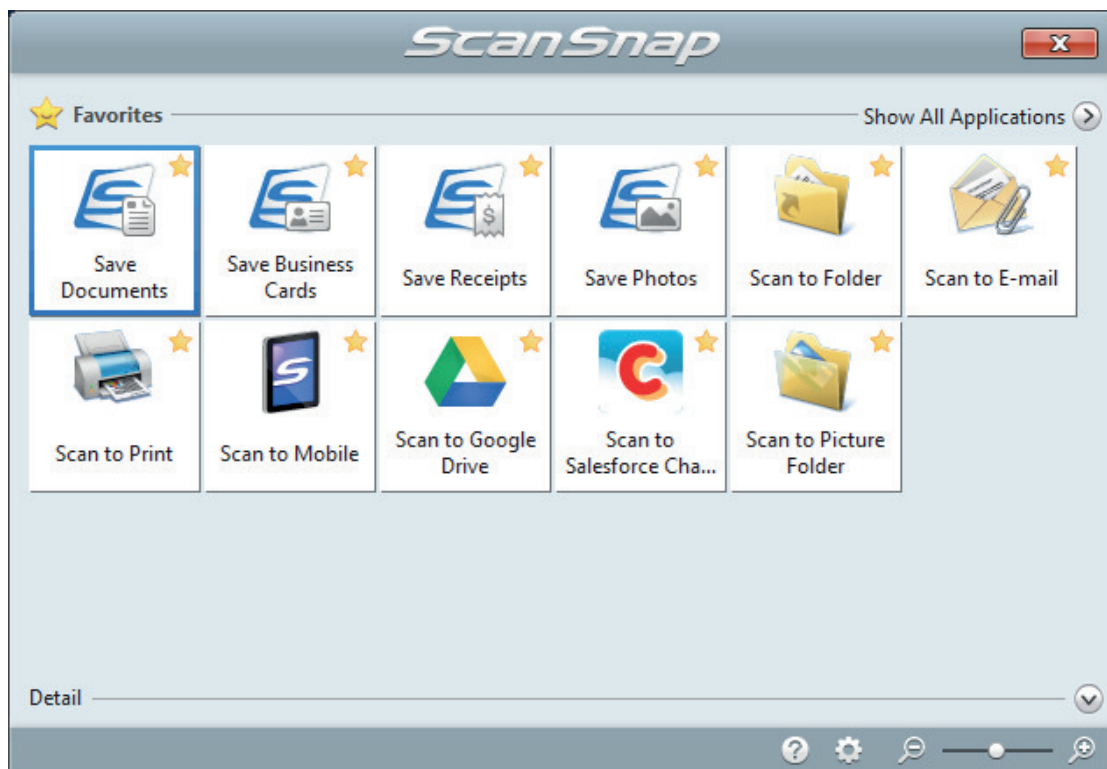 ScanSnap
Favorites
Show All Applications
Save
Documents
Save Business
Cards
Save Receipts
Save Photos
Scan to Folder
Scan to E-mail
Scan to Print
Scan to Mobile
Scan to Google
Drive
Scan to
Salesforce Cha...
Scan to Picture
Folder
Detail